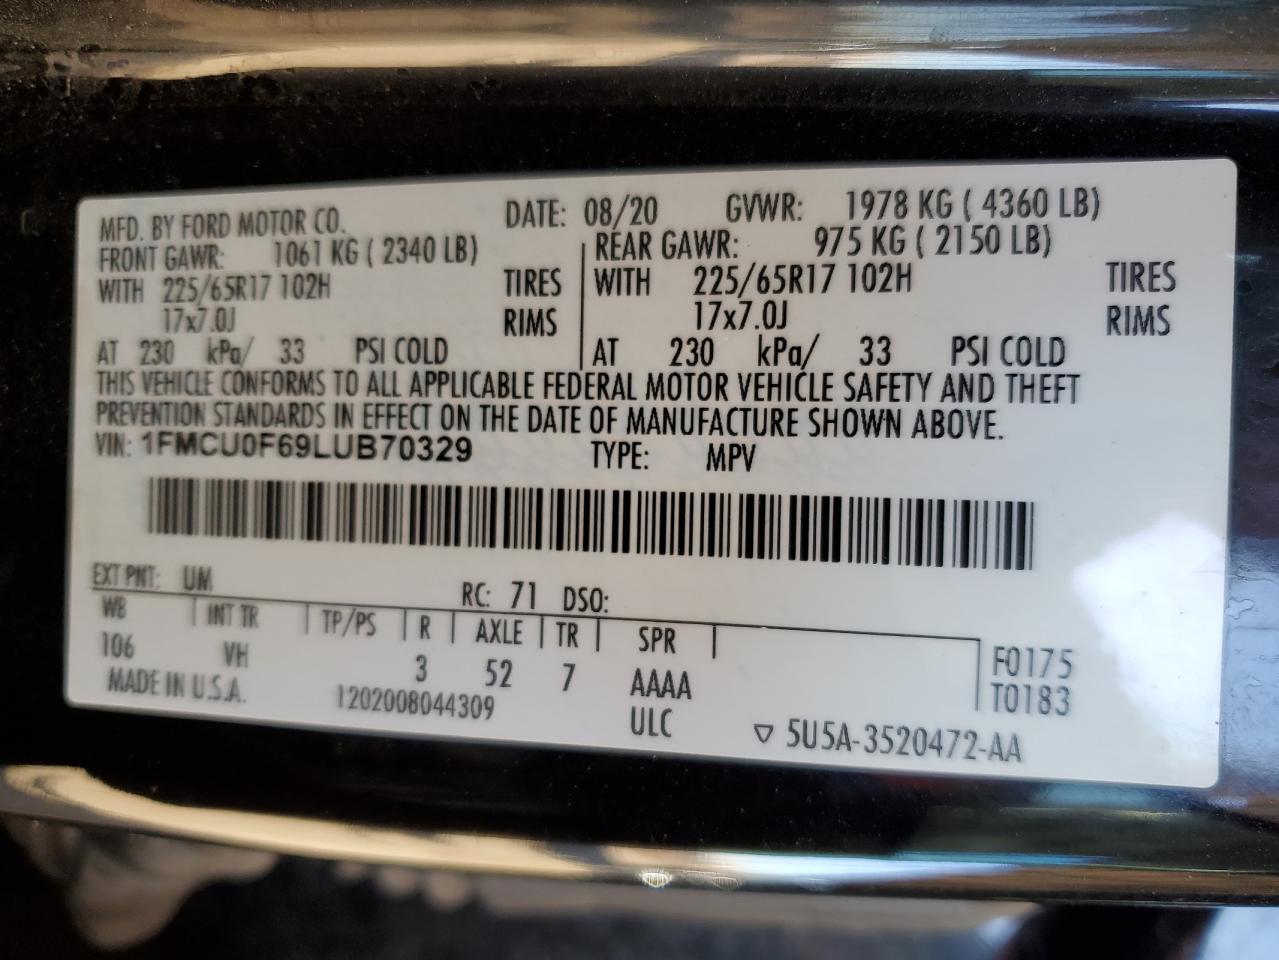 MFD. BY FORD MOTOR CO. DATE: 08/20 GVWR: 1978 KG ( 4360 LB)
FRONT GAWR: 1061 KG ( 2340 LB) REAR GAWR: 975 KG ( 2150 LB)
WITH 225/65R17 102H TIRES WITH 225/65R17 102H TIRES
17x7.0J RIMS 17x7.0J RIMS
AT 230 kPa/ 33 PSI COLD AT 230 kPa/ 33 PSI COLD
THIS VEHICLE CONFORMS TO ALL APPLICABLE FEDERAL MOTOR VEHICLE SAFETY AND THEFT
PREVENTION STANDARDS IN EFFECT ON THE DATE OF MANUFACTURE SHOWN ABOVE.
VIN: 1FMCU0F69LUB70329 TYPE: MPV
EXT PNT: UM RC: 71 DSO:
WB INT TR TP/PS R AXLE TR SPR
106 VH 3 52 7 AAAA F0175
MADE IN U.S.A. 1202008044309 ULC T0183
▽ 5U5A-3520472-AA